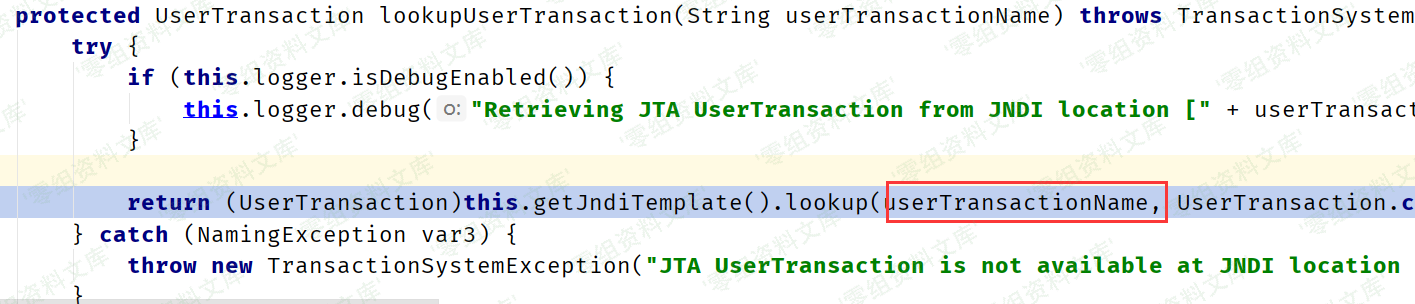 protected UserTransaction lookupUserTransaction(String userTransactionName) throws TransactionSystem
try {
if (this.logger.isDebugEnabled()) {
this.logger.debug( o: "Retrieving JTA UserTransaction from JNDI location [" + userTransact
}
return (UserTransaction)this.getJndiTemplate().lookup(userTransactionName, UserTransaction.c
} catch (NamingException var3) {
throw new TransactionSystemException("JTA UserTransaction is not available at JNDI location
}
'零组资料文库'